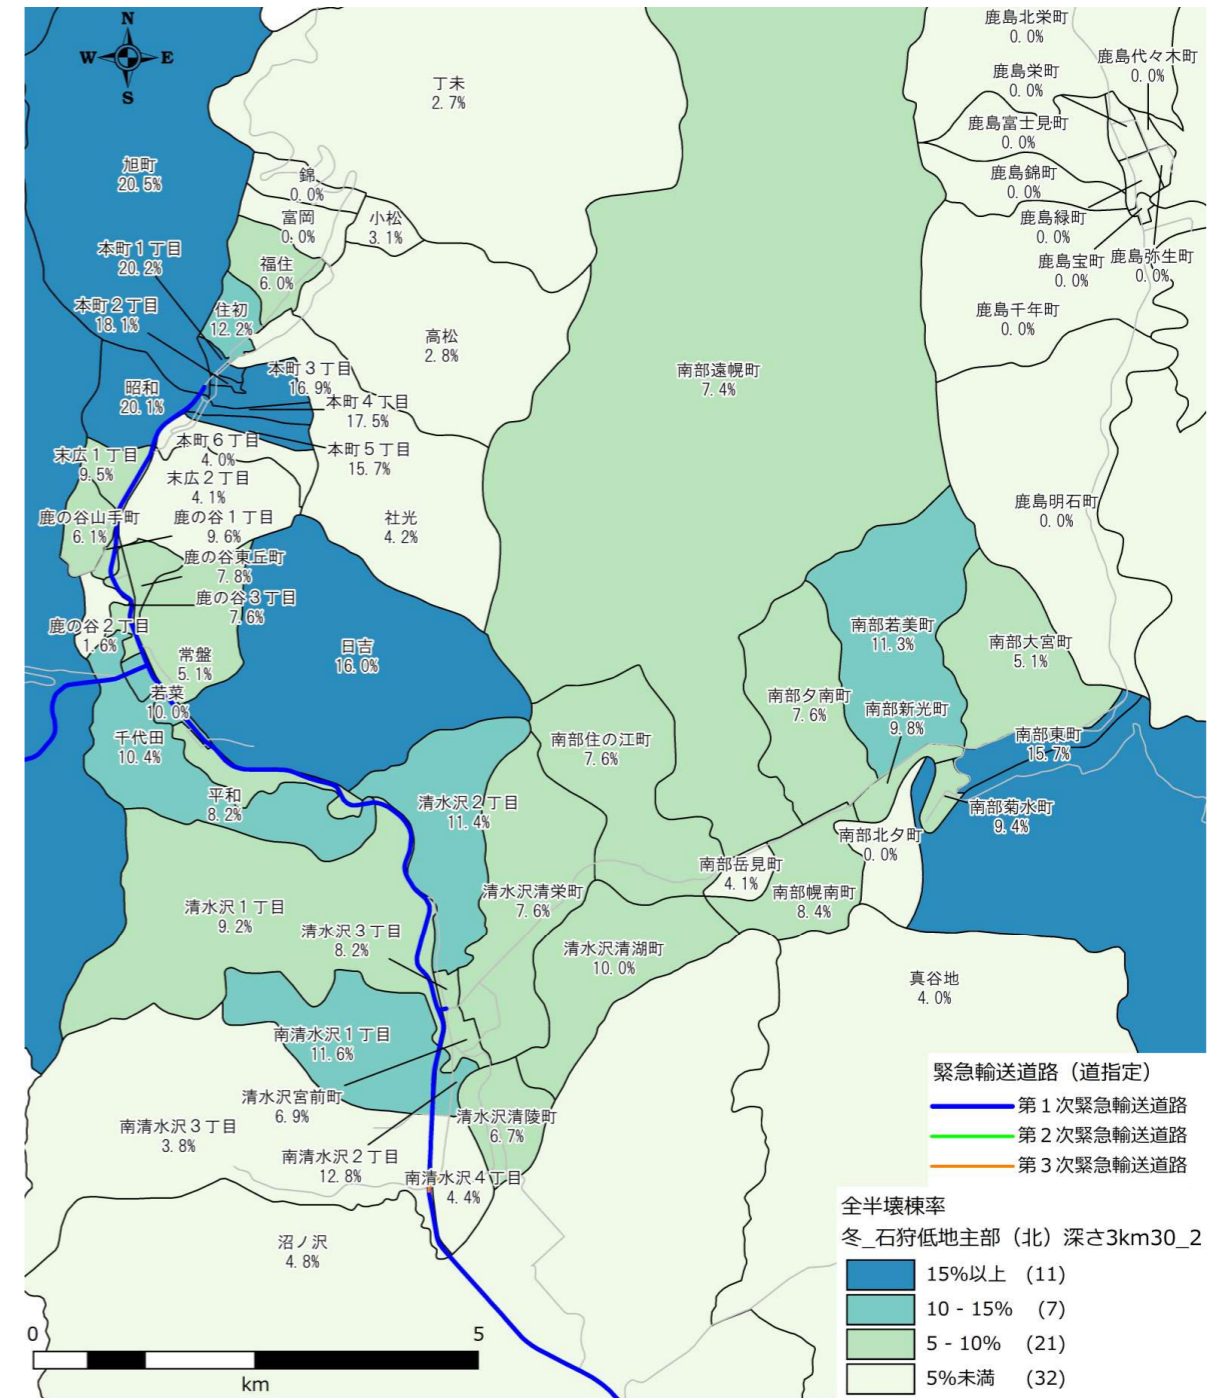 N
W
E
S
丁未
2.7%
鹿島北栄町
0.0%
鹿島代々木町
0.0%
鹿島栄町
0.0%
鹿島富士見町
0.0%
鹿島錦町
0.0%
鹿島緑町
0.0%
鹿島宝町
0.0%
鹿島弥生町
0.0%
鹿島千年町
0.0%
旭町
20.5%
錦
0.0%
富岡
0.0%
小松
3.1%
本町1丁目
20.2%
福住
6.0%
本町2丁目
18.1%
住初
12.2%
高松
2.8%
南部遠幌町
7.4%
昭和
20.1%
本町3丁目
16.9%
本町4丁目
17.5%
本町5丁目
15.7%
本町6丁目
4.0%
末広1丁目
9.5%
末広2丁目
4.1%
鹿の谷山手町
6.1%
鹿の谷1丁目
9.6%
社光
4.2%
鹿島明石町
0.0%
鹿の谷東丘町
7.8%
鹿の谷3丁目
7.6%
鹿の谷2丁目
1.6%
常盤
5.1%
日吉
16.0%
南部若美町
11.3%
南部大宮町
5.1%
若菜
10.0%
南部夕南町
7.6%
南部新光町
9.8%
千代田
10.4%
南部住の江町
7.6%
南部東町
15.7%
平和
8.2%
清水沢2丁目
11.4%
南部菊水町
9.4%
南部北夕町
0.0%
南部岳見町
4.1%
南部幌南町
8.4%
清水沢清栄町
7.6%
清水沢1丁目
9.2%
清水沢3丁目
8.2%
清水沢清湖町
10.0%
真谷地
4.0%
南清水沢1丁目
11.6%
清水沢宮前町
6.9%
清水沢清陵町
6.7%
南清水沢3丁目
3.8%
南清水沢2丁目
12.8%
南清水沢4丁目
4.4%
沼ノ沢
4.8%
緊急輸送道路（道指定）
第1次緊急輸送道路
第2次緊急輸送道路
第3次緊急輸送道路
全半壊棟率
冬_石狩低地主部（北）深さ3km30_2
15%以上 (11)
10 - 15% (7)
5 - 10% (21)
5%未満 (32)
0
5
km